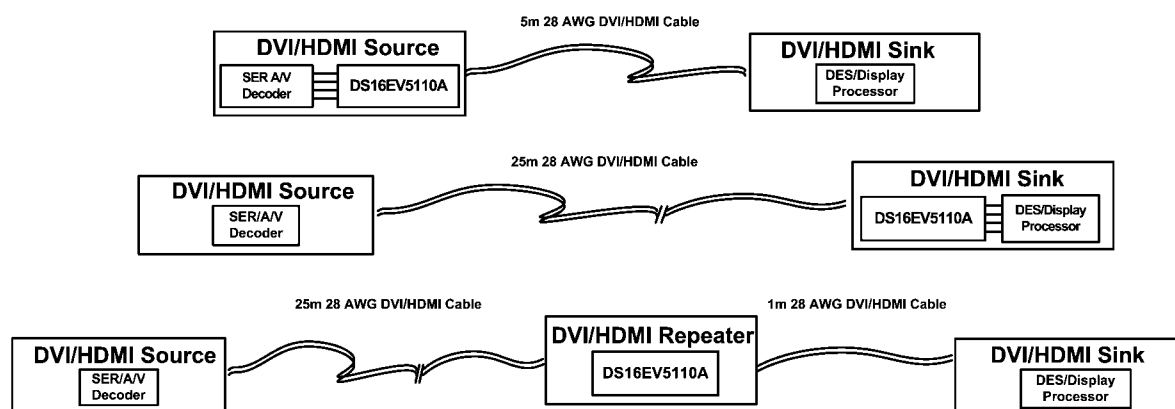 5m 28 AWG DVI/HDMI Cable
DVI/HDMI Source
SER A/V
Decoder
DS16EV5110A
DVI/HDMI Sink
DES/Display
Processor
25m 28 AWG DVI/HDMI Cable
DVI/HDMI Source
SER/A/V
Decoder
DVI/HDMI Sink
DS16EV5110A
DES/Display
Processor
25m 28 AWG DVI/HDMI Cable
1m 28 AWG DVI/HDMI Cable
DVI/HDMI Source
SER/A/V
Decoder
DVI/HDMI Repeater
DS16EV5110A
DVI/HDMI Sink
DES/Display
Processor